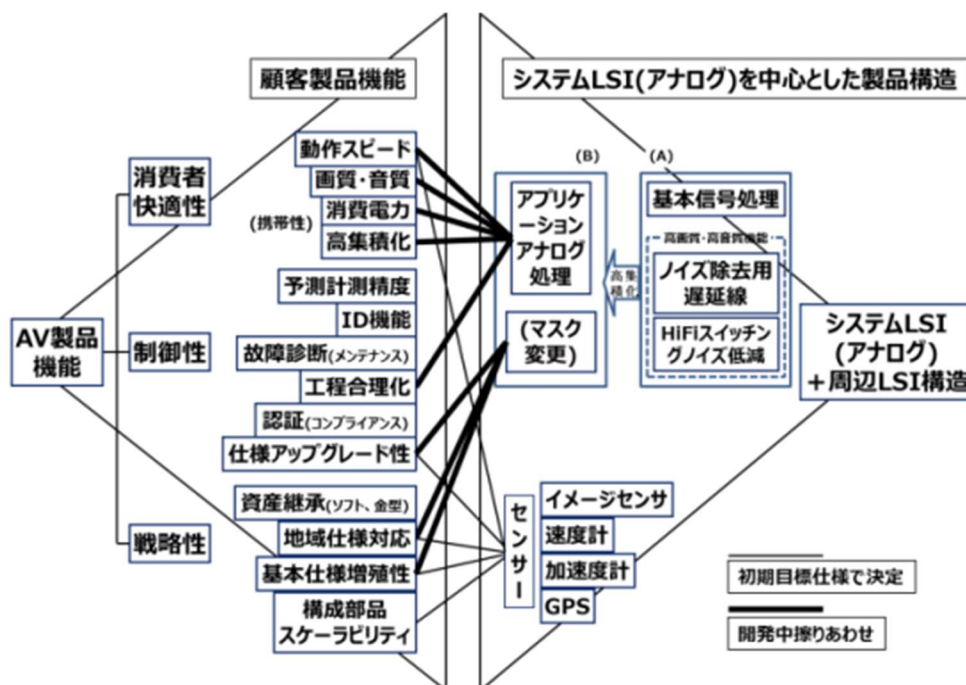 顧客製品機能
システムLSI(アナログ)を中心とした製品構造
AV製品
機能
消費者
快適性
制御性
戦略性
動作スピード
画質・音質
(携帯性)
消費電力
高集積化
予測計測精度
ID機能
故障診断(メンテナンス)
工程合理化
認証(コンプライアンス)
仕様アップグレード性
資産継承(ソフト、金型)
地域仕様対応
基本仕様増殖性
構成部品
スケーラビリティ
(B)
アプリケ
ーション
アナログ
処理
(マスク
変更)
高集
積化
(A)
基本信号処理
高画質・高音質機能
ノイズ除去用
遅延線
HiFiスイッチン
グノイズ低減
システムLSI
(アナログ)
+周辺LSI構造
センサー
イメージセンサ
速度計
加速度計
GPS
初期目標仕様で決定
開発中擦りあわせ